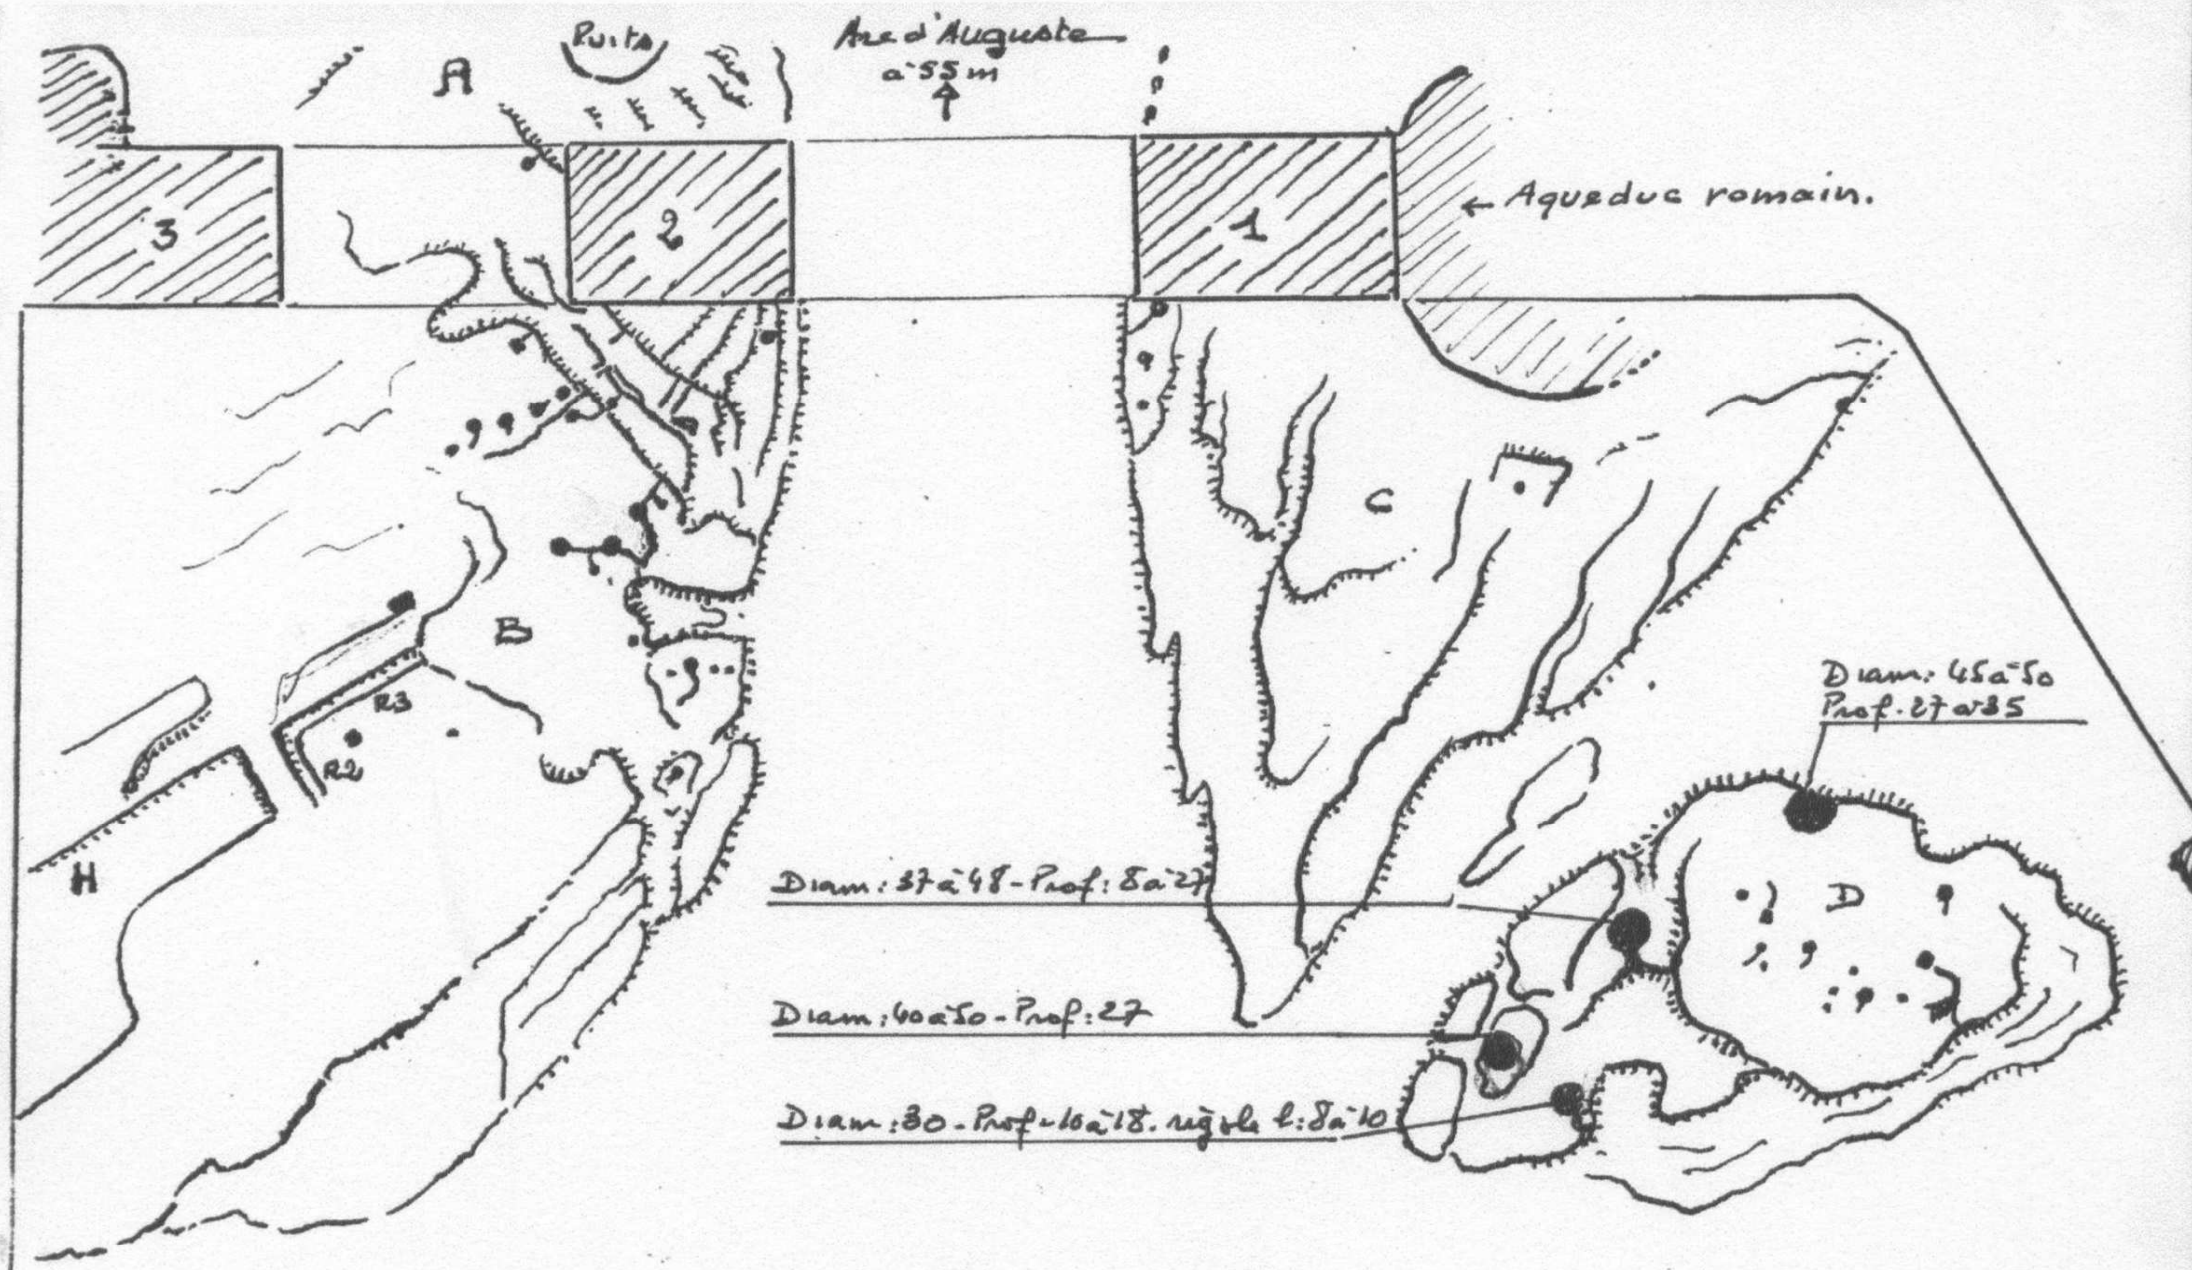 Puits
Arc d'Auguste
à 55 m
A
3
2
1
← Aqueduc romain.
C
B
R3
R2
H
Diam: 45 à 50
Prof. 27 à 35
D
Diam: 37 à 48 - Prof: 8 à 27
Diam: 40 à 50 - Prof: 27
Diam: 30 - Prof = 10 à 18. rigole l: 8 à 10